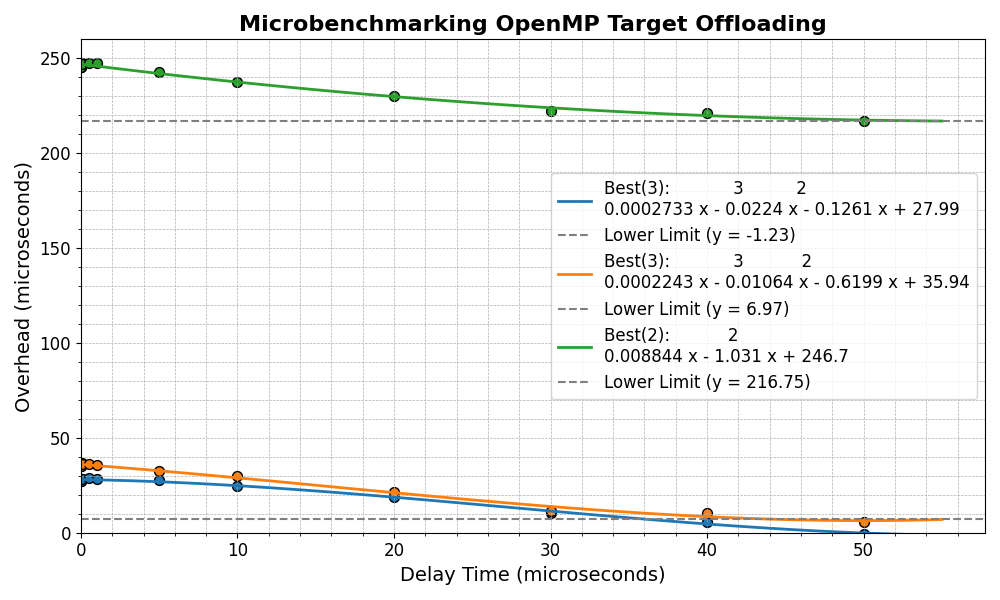 Microbenchmarking OpenMP Target Offloading
Overhead (microseconds)
250
200
150
100
50
0
Best(3): 3 2
0.0002733 x - 0.0224 x - 0.1261 x + 27.99
Lower Limit (y = -1.23)
Best(3): 3 2
0.0002243 x - 0.01064 x - 0.6199 x + 35.94
Lower Limit (y = 6.97)
Best(2): 2
0.008844 x - 1.031 x + 246.7
Lower Limit (y = 216.75)
0 10 20 30 40 50
Delay Time (microseconds)